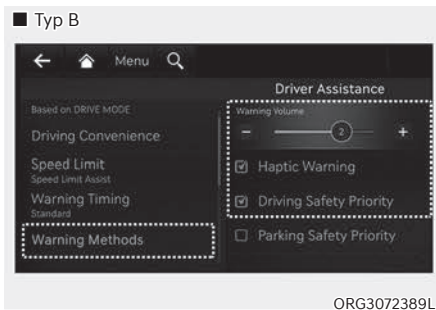 ■ Typ B
Menu
Driver Assistance
Based on DRIVE MODE
Driving Convenience
Speed Limit
Speed Limit Assist
Warning Timing
Standard
Warning Methods
Warning Volume
- 2 +
Haptic Warning
Driving Safety Priority
Parking Safety Priority
ORG3072389L